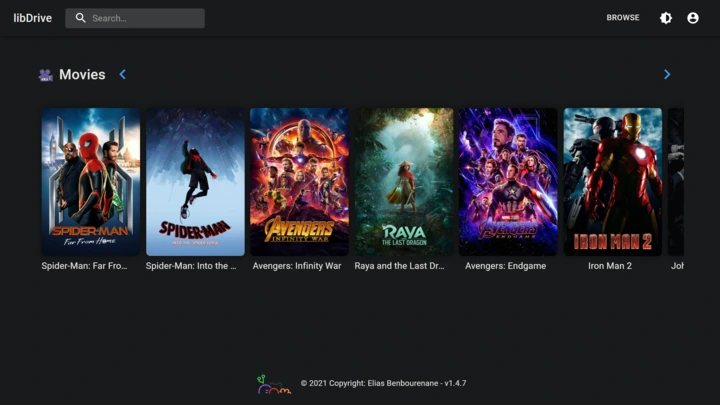 libDrive
Search...
BROWSE
Movies
SPIDER-MAN
Far From Home
SPIDER-MAN
AVENGERS
INFINITY WAR
RAYA
THE LAST DRAGON
AVENGERS
ENDGAME
IRON MAN 2
Spider-Man: Far Fro...
Spider-Man: Into the ...
Avengers: Infinity War
Raya and the Last Dr...
Avengers: Endgame
Iron Man 2
Joh
© 2021 Copyright: Elias Benbourenane - v1.4.7